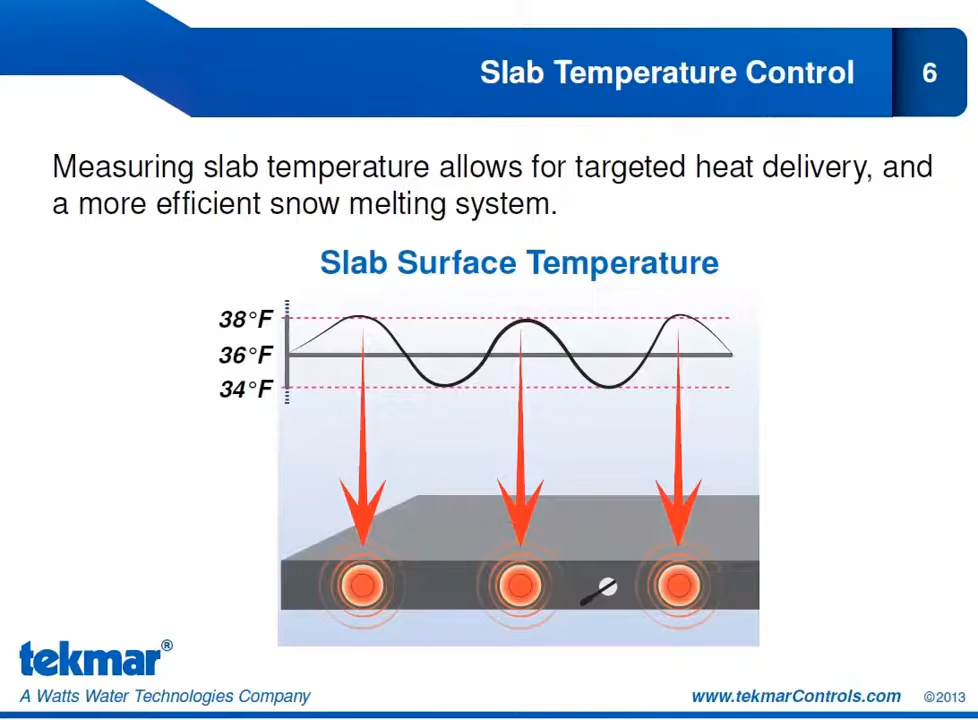 Slab Temperature Control
6
Measuring slab temperature allows for targeted heat delivery, and
a more efficient snow melting system.
Slab Surface Temperature
38°F
36°F
34°F
tekmar®
A Watts Water Technologies Company
www.tekmarControls.com ©2013